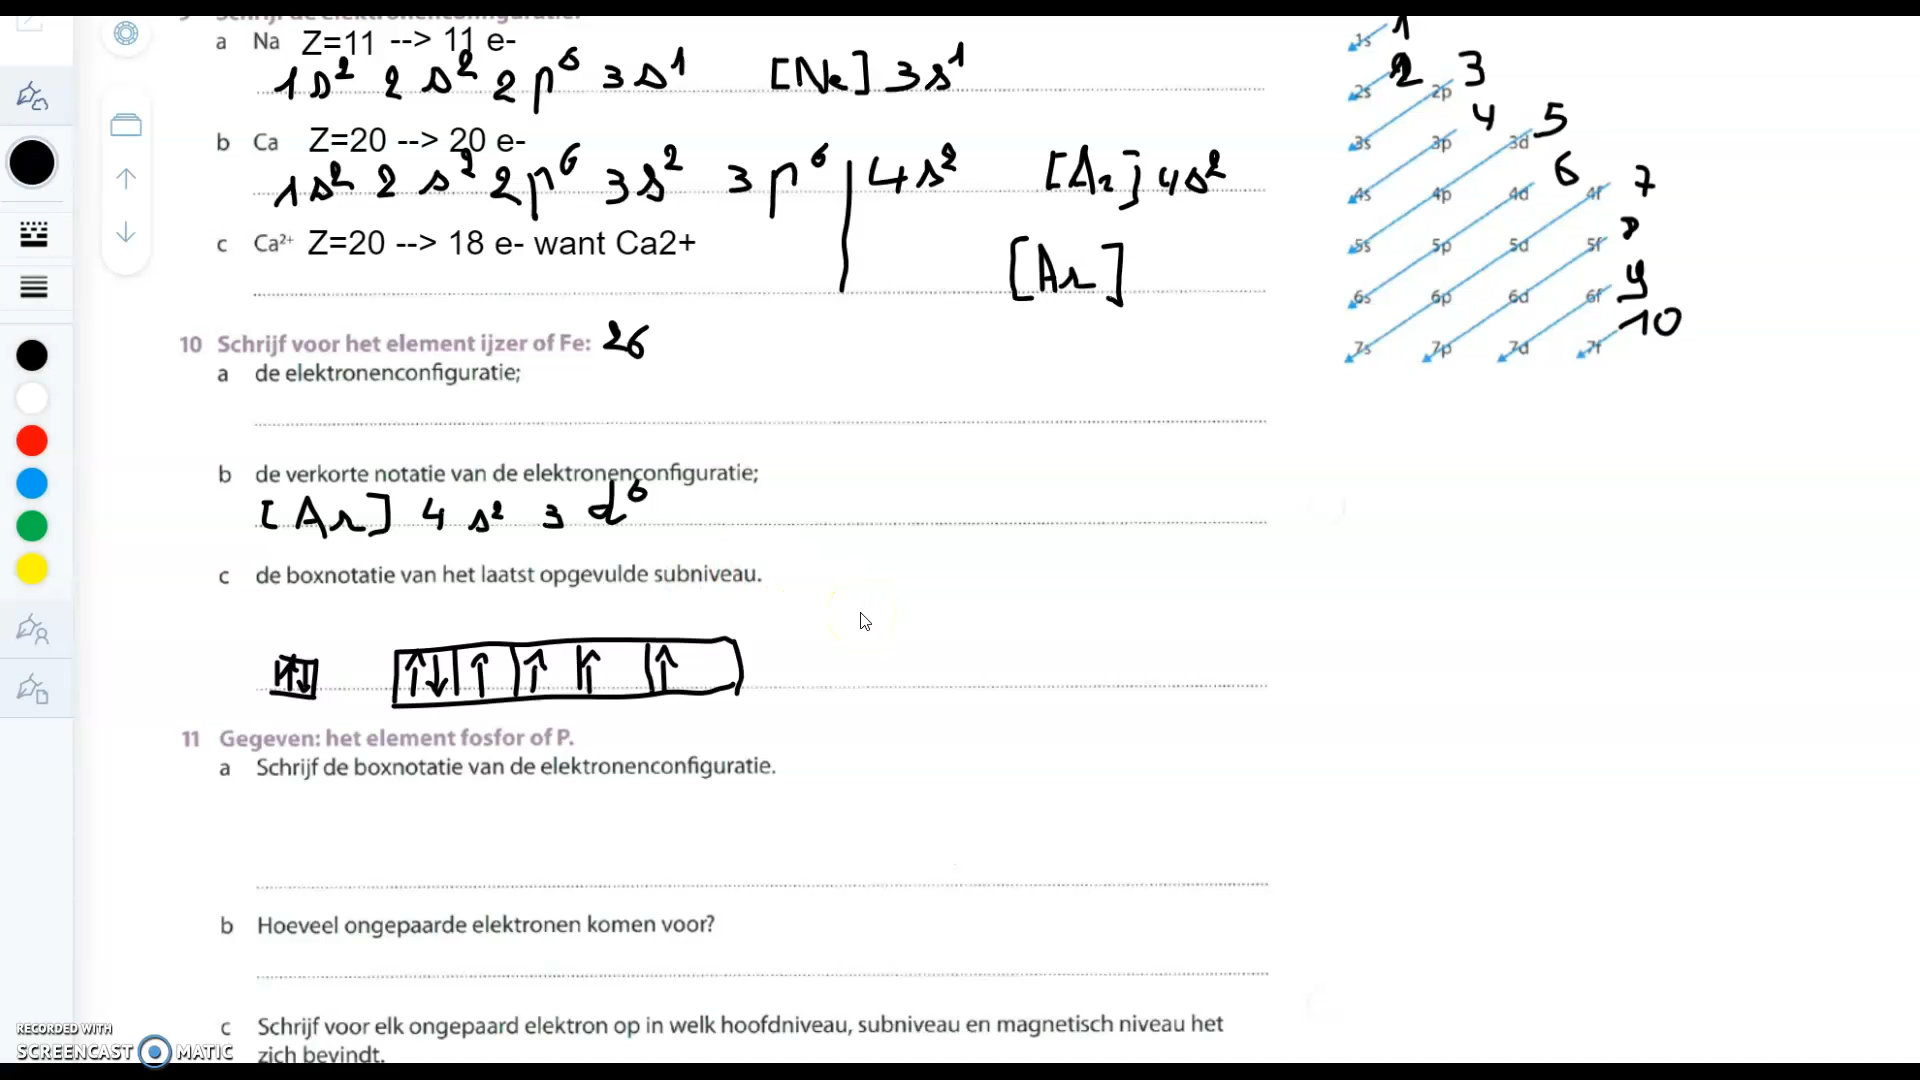 9 Schrijf de elektronenconfiguratie.
a Na Z=11 --> 11 e-
1s² 2s² 2p⁶ 3s¹ [Ne] 3s¹
b Ca Z=20 --> 20 e-
1s² 2s² 2p⁶ 3s² 3p⁶ | 4s² [Ar] 4s²
c Ca²⁺ Z=20 --> 18 e- want Ca2+
[Ar]
10 Schrijf voor het element ijzer of Fe: 26
a de elektronenconfiguratie;
b de verkorte notatie van de elektronenconfiguratie;
[Ar] 4s² 3d⁶
c de boxnotatie van het laatst opgevulde subniveau.
↑↓ ↑↓ ↑ ↑ ↑ ↑
11 Gegeven: het element fosfor of P.
a Schrijf de boxnotatie van de elektronenconfiguratie.
b Hoeveel ongepaarde elektronen komen voor?
c Schrijf voor elk ongepaard elektron op in welk hoofdniveau, subniveau en magnetisch niveau het
zich bevindt.
1s 1
2s 2 2p 3
3s 3p 4 3d 5
4s 4p 4d 6 4f 7
5s 5p 5d 5f 8
6s 6p 6d 6f 9
7s 7p 7d 7f 10
RECORDED WITH
SCREENCAST MATIC